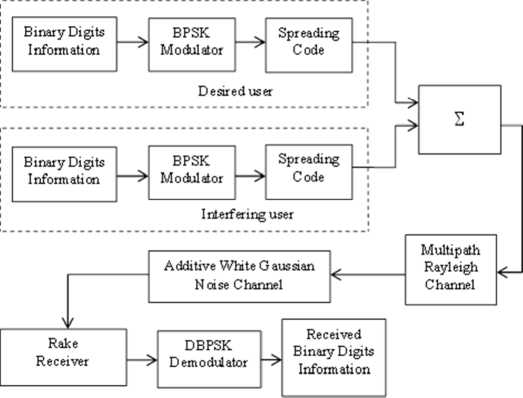 Binary Digits
Information
BPSK
Modulator
Spreading
Code
Desired user
Binary Digits
Information
BPSK
Modulator
Spreading
Code
Interfering user
Σ
Multipath
Rayleigh
Channel
Additive White Gaussian
Noise Channel
Rake
Receiver
DBPSK
Demodulator
Received
Binary Digits
Information